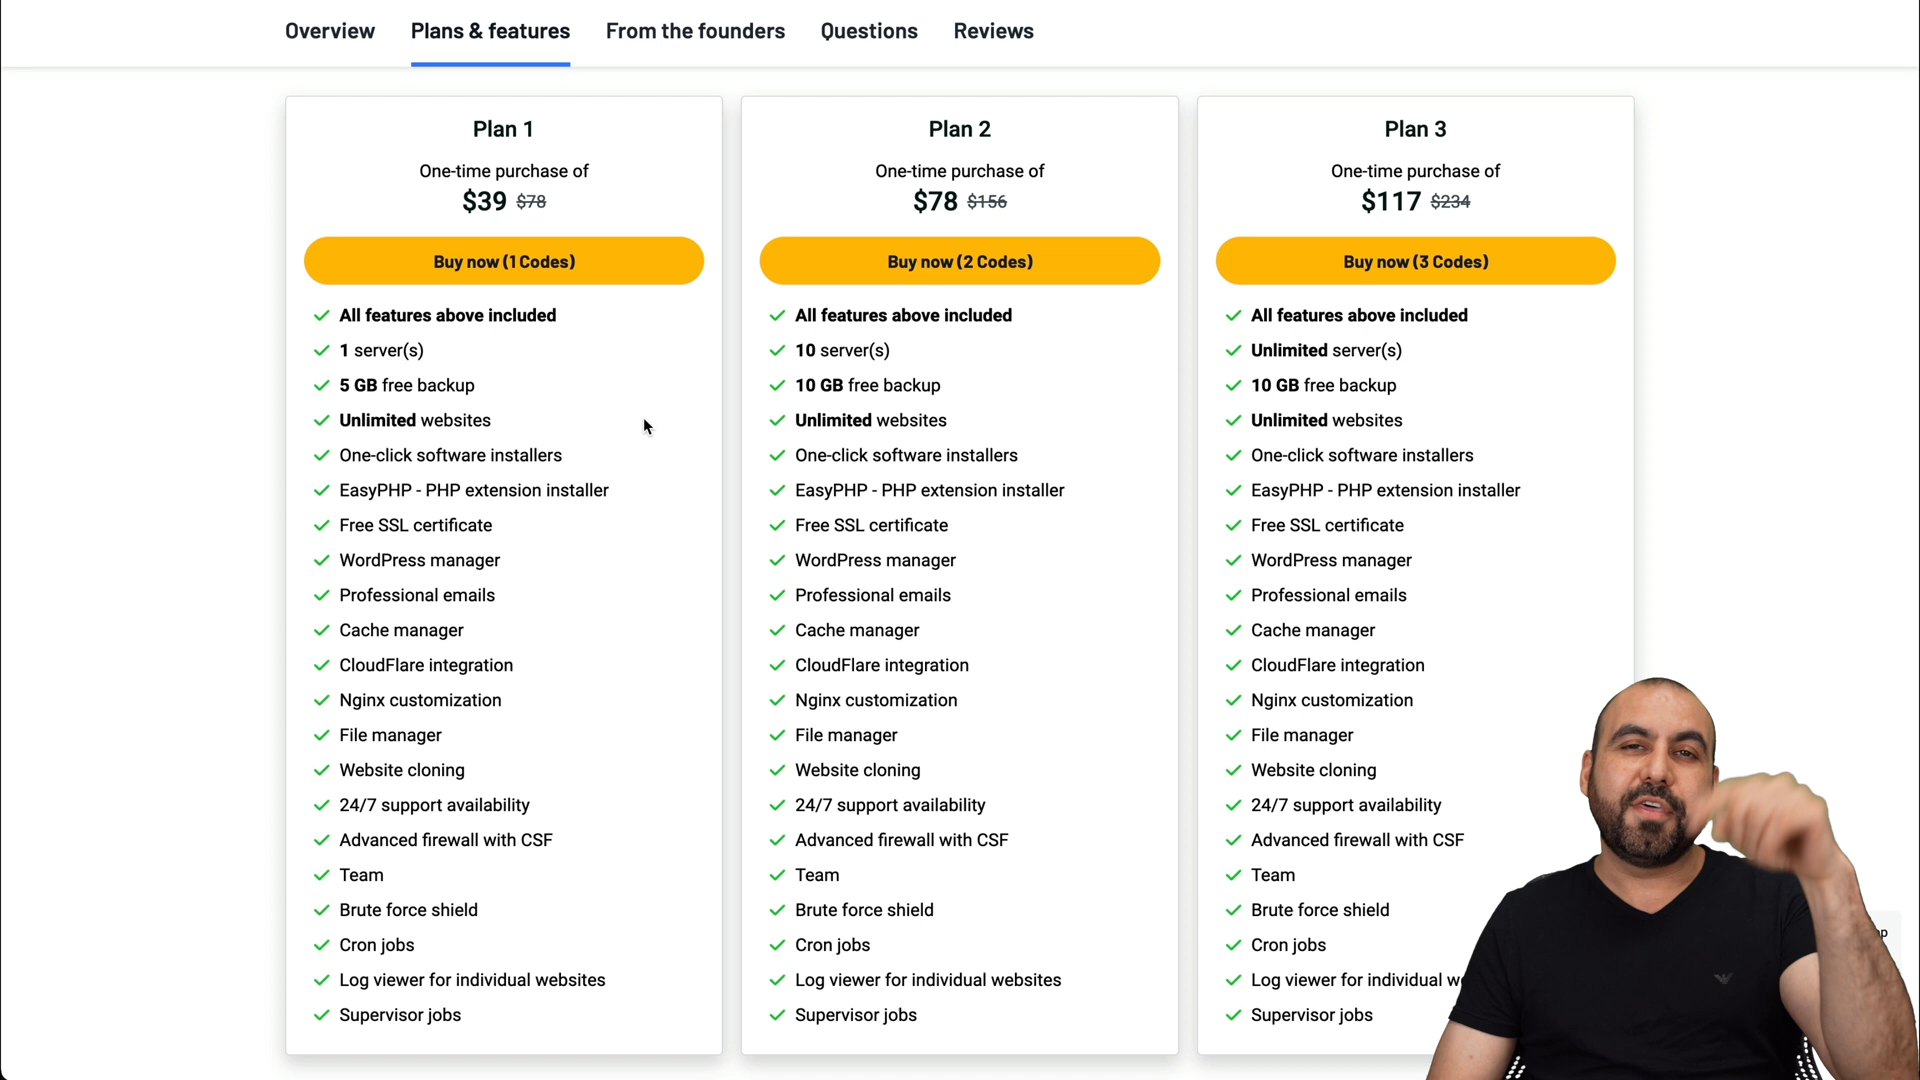 Overview Plans & features From the founders Questions Reviews
Plan 1
One-time purchase of
$39 $78
Buy now (1 Codes)
All features above included
1 server(s)
5 GB free backup
Unlimited websites
One-click software installers
EasyPHP - PHP extension installer
Free SSL certificate
WordPress manager
Professional emails
Cache manager
CloudFlare integration
Nginx customization
File manager
Website cloning
24/7 support availability
Advanced firewall with CSF
Team
Brute force shield
Cron jobs
Log viewer for individual websites
Supervisor jobs
Plan 2
One-time purchase of
$78 $156
Buy now (2 Codes)
All features above included
10 server(s)
10 GB free backup
Unlimited websites
One-click software installers
EasyPHP - PHP extension installer
Free SSL certificate
WordPress manager
Professional emails
Cache manager
CloudFlare integration
Nginx customization
File manager
Website cloning
24/7 support availability
Advanced firewall with CSF
Team
Brute force shield
Cron jobs
Log viewer for individual websites
Supervisor jobs
Plan 3
One-time purchase of
$117 $234
Buy now (3 Codes)
All features above included
Unlimited server(s)
10 GB free backup
Unlimited websites
One-click software installers
EasyPHP - PHP extension installer
Free SSL certificate
WordPress manager
Professional emails
Cache manager
CloudFlare integration
Nginx customization
File manager
Website cloning
24/7 support availability
Advanced firewall with CSF
Team
Brute force shield
Cron jobs
Log viewer for individual
Supervisor jobs